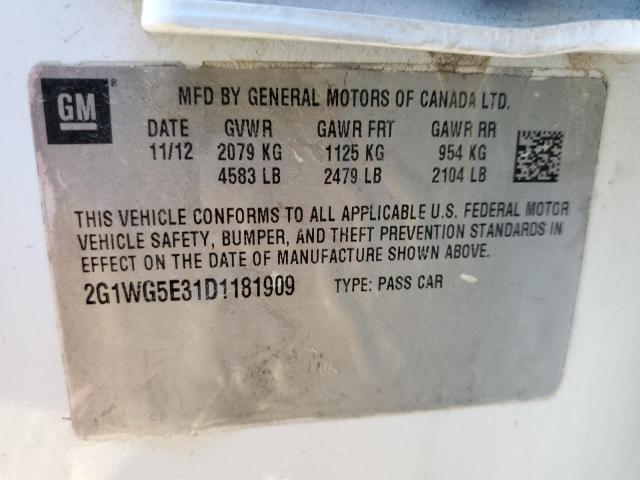 GM®
MFD BY GENERAL MOTORS OF CANADA LTD.
DATE GVWR GAWR FRT GAWR RR
11/12 2079 KG 1125 KG 954 KG
4583 LB 2479 LB 2104 LB
THIS VEHICLE CONFORMS TO ALL APPLICABLE U.S. FEDERAL MOTOR
VEHICLE SAFETY, BUMPER, AND THEFT PREVENTION STANDARDS IN
EFFECT ON THE DATE OF MANUFACTURE SHOWN ABOVE.
2G1WG5E31D1181909 TYPE: PASS CAR